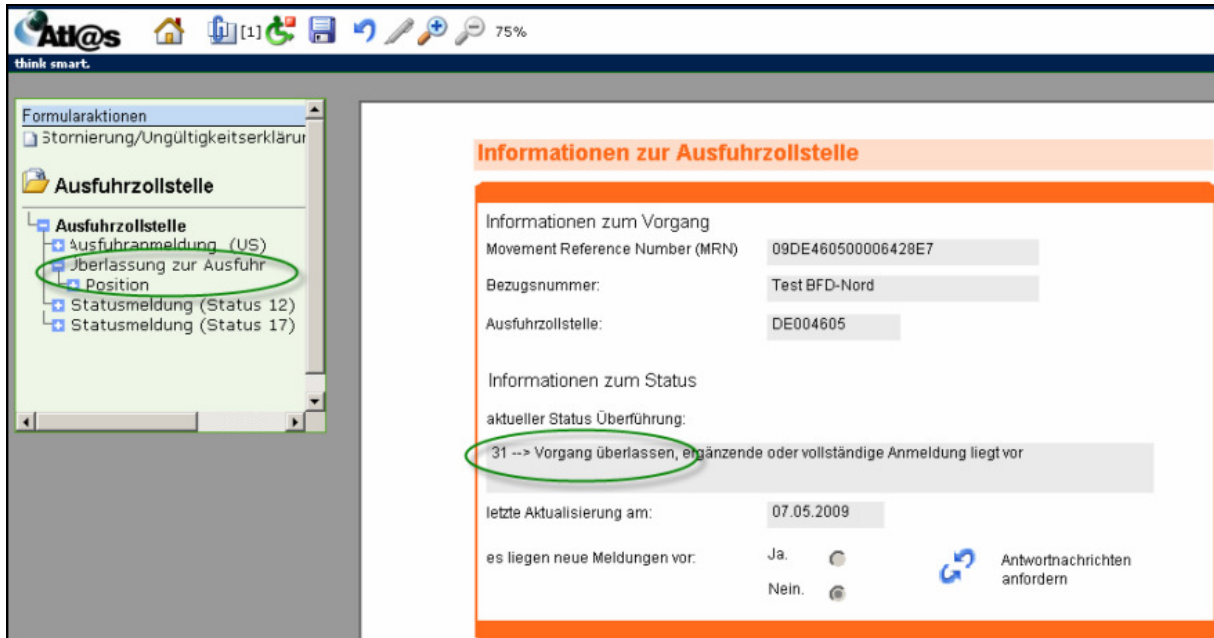 Atl@s
[1]
75%
think smart.
Formularaktionen
Stornierung/Ungültigkeitserklärur
Ausfuhrzollstelle
Ausfuhrzollstelle
Ausfuhranmeldung (US)
Überlassung zur Ausfuhr
Position
Statusmeldung (Status 12)
Statusmeldung (Status 17)
Informationen zur Ausfuhrzollstelle
Informationen zum Vorgang
Movement Reference Number (MRN) 09DE460500006428E7
Bezugsnummer: Test BFD-Nord
Ausfuhrzollstelle: DE004605
Informationen zum Status
aktueller Status Überführung:
31 --> Vorgang überlassen, ergänzende oder vollständige Anmeldung liegt vor
letzte Aktualisierung am: 07.05.2009
es liegen neue Meldungen vor: Ja.
Nein.
Antwortnachrichten
anfordern